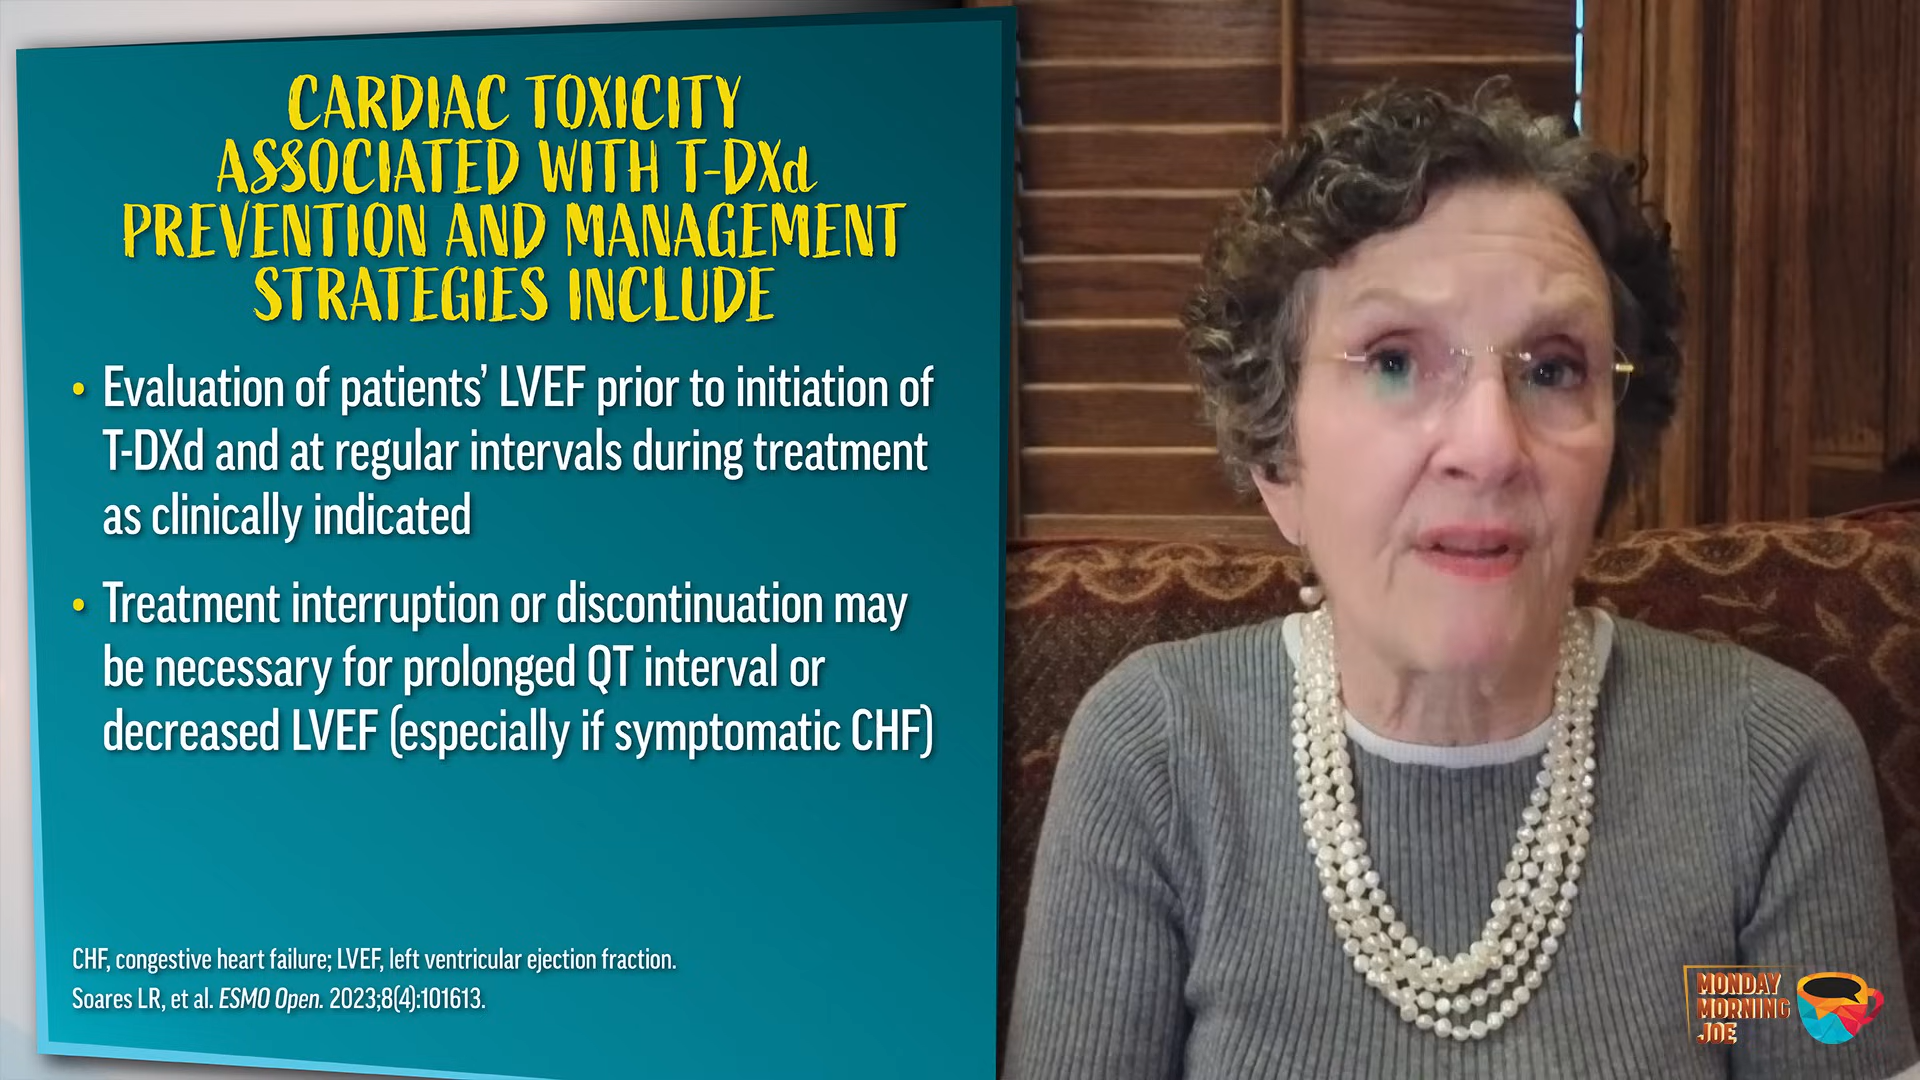 CARDIAC TOXICITY
ASSOCIATED WITH T-DXd
PREVENTION AND MANAGEMENT
STRATEGIES INCLUDE
• Evaluation of patients’ LVEF prior to initiation of
T-DXd and at regular intervals during treatment
as clinically indicated
• Treatment interruption or discontinuation may
be necessary for prolonged QT interval or
decreased LVEF (especially if symptomatic CHF)
CHF, congestive heart failure; LVEF, left ventricular ejection fraction.
Soares LR, et al. ESMO Open. 2023;8(4):101613.
MONDAY
MORNING
JOE